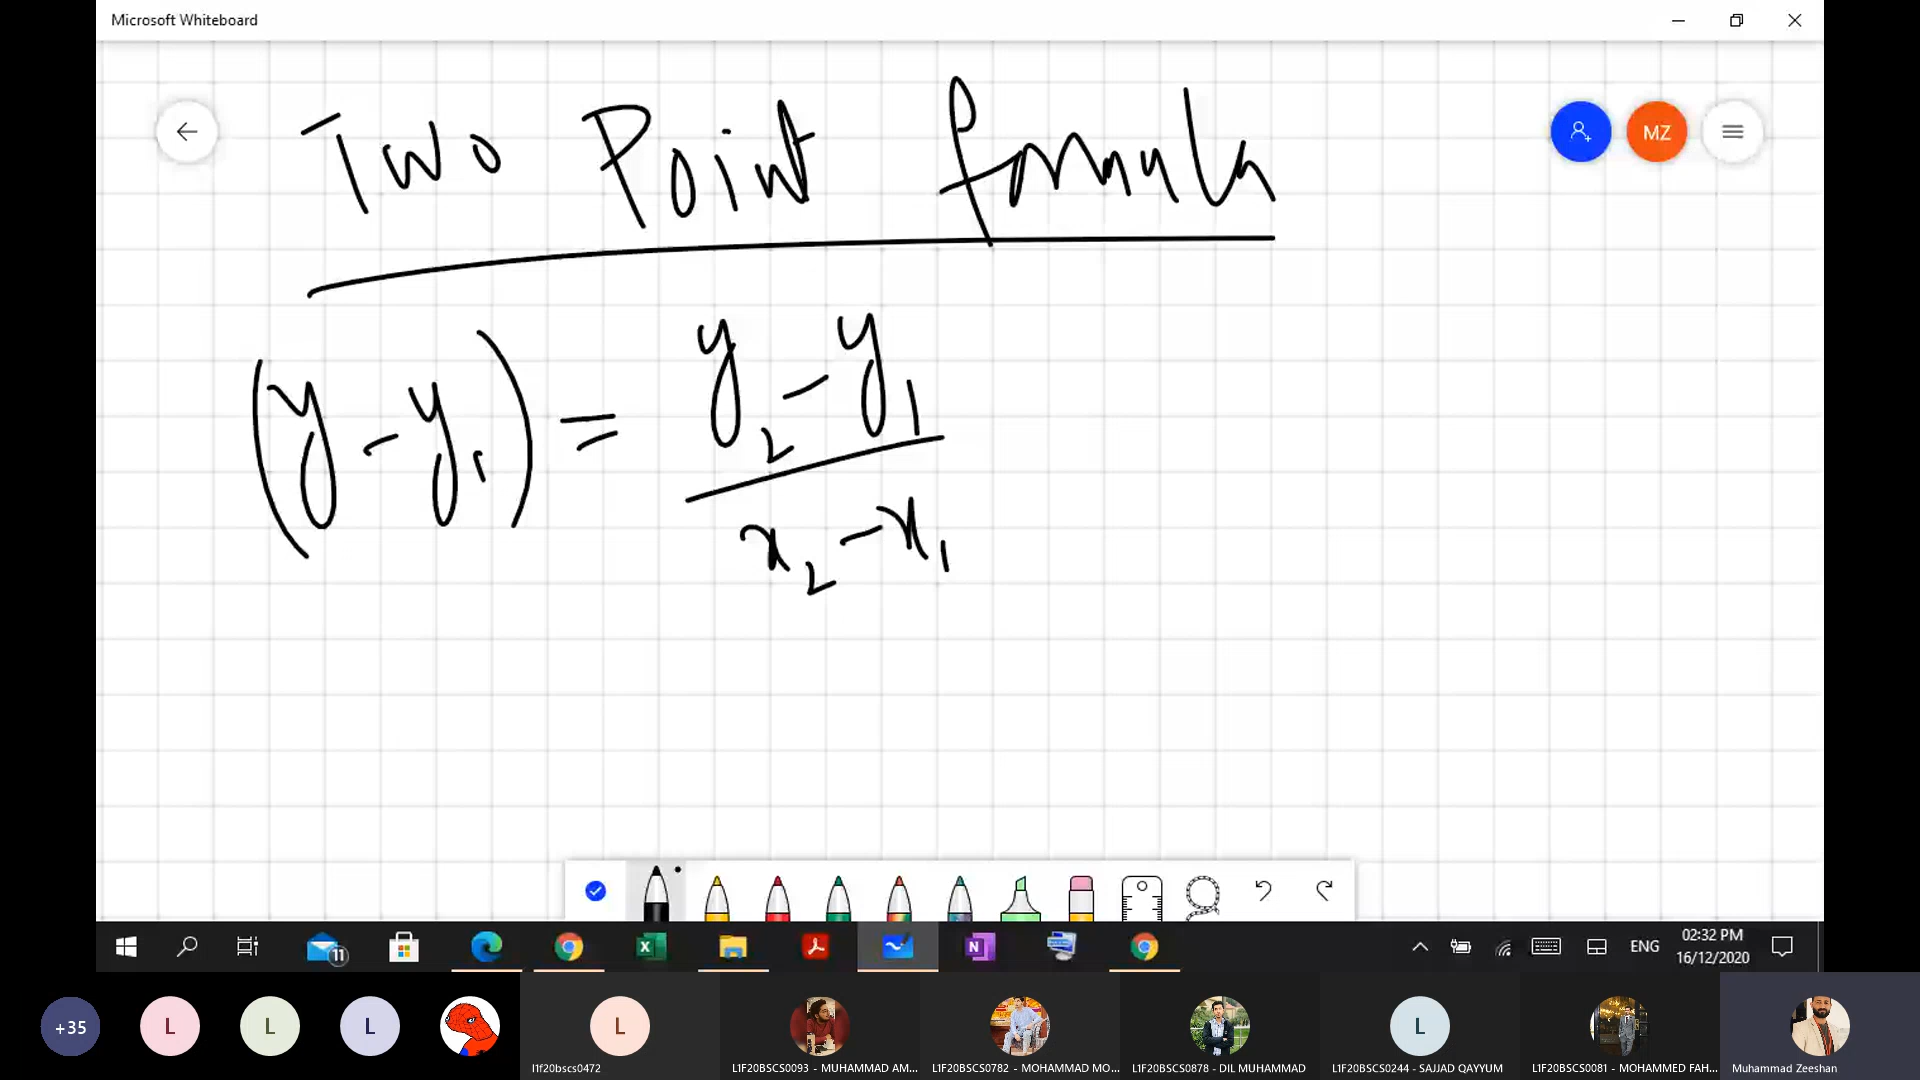 Microsoft Whiteboard
MZ
Two Point formula
(y - y₁) = y₂ - y₁
x₂ - x₁
11
X
N
ENG
02:32 PM
16/12/2020
+35
L
L
L
L
L
l1f20bscs0472
L1F20BSCS0093 - MUHAMMAD AM...
L1F20BSCS0782 - MOHAMMAD MO...
L1F20BSCS0878 - DIL MUHAMMAD
L1F20BSCS0244 - SAJJAD QAYYUM
L1F20BSCS0081 - MOHAMMED FAH...
Muhammad Zeeshan